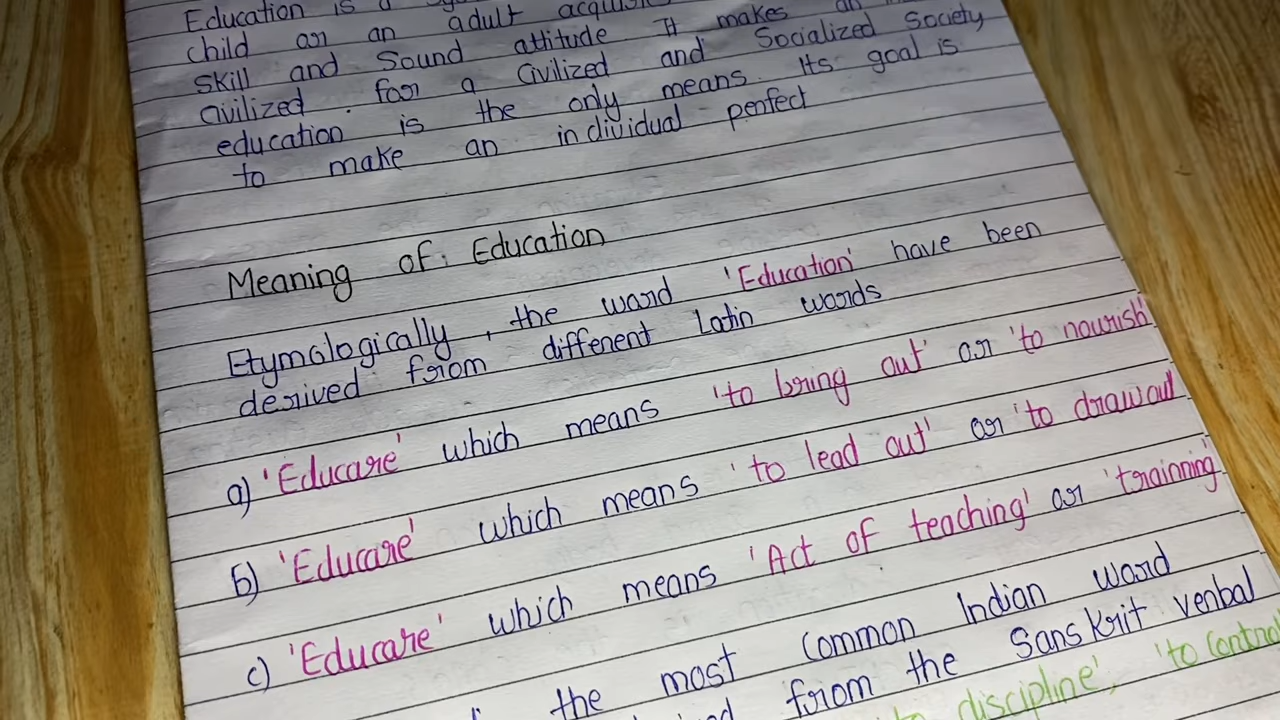 Education is a
child or an adult
skill and Sound attitude It makes an
civilized. for a Civilized and Socialized Society
education is the only means. Its goal is
to make an individual perfect
Meaning of Education
Etymologically, the word 'Education' have been
derived from different Latin words
a) 'Educare' which means 'to bring out' or 'to nourish'
b) 'Educare' which means 'to lead out' or 'to draw out'
c) 'Educare' which means 'Act of teaching' or 'trainning'
the most Common Indian word
from the Sanskrit verbal
discipline', 'to Control